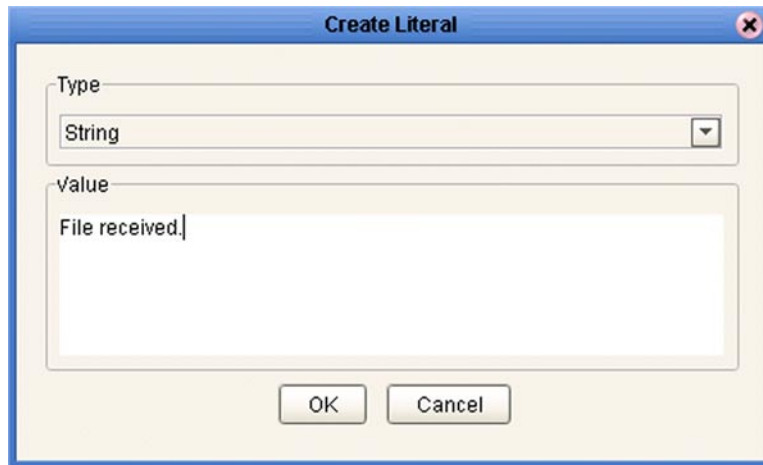 Create Literal
Type
String
Value
File received.
OK
Cancel